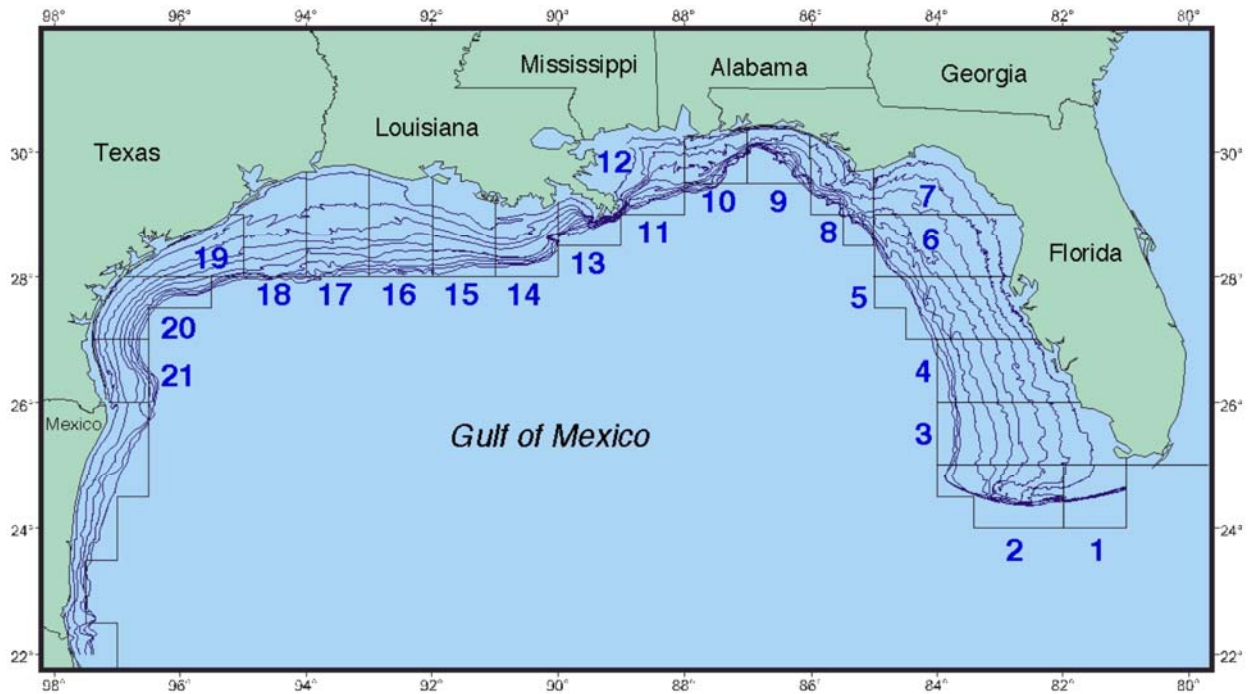 98° 96° 94° 92° 90° 88° 86° 84° 82° 80°
Mississippi
Alabama
Georgia
Louisiana
Texas
30° 30°
12
7
10 9
11
6
8
Florida
13
19
28° 28°
18 17 16 15 14
5
20
21
4
26° 26°
Mexico
Gulf of Mexico
3
24° 24°
2 1
22° 22°
98° 96° 94° 92° 90° 88° 86° 84° 82° 80°